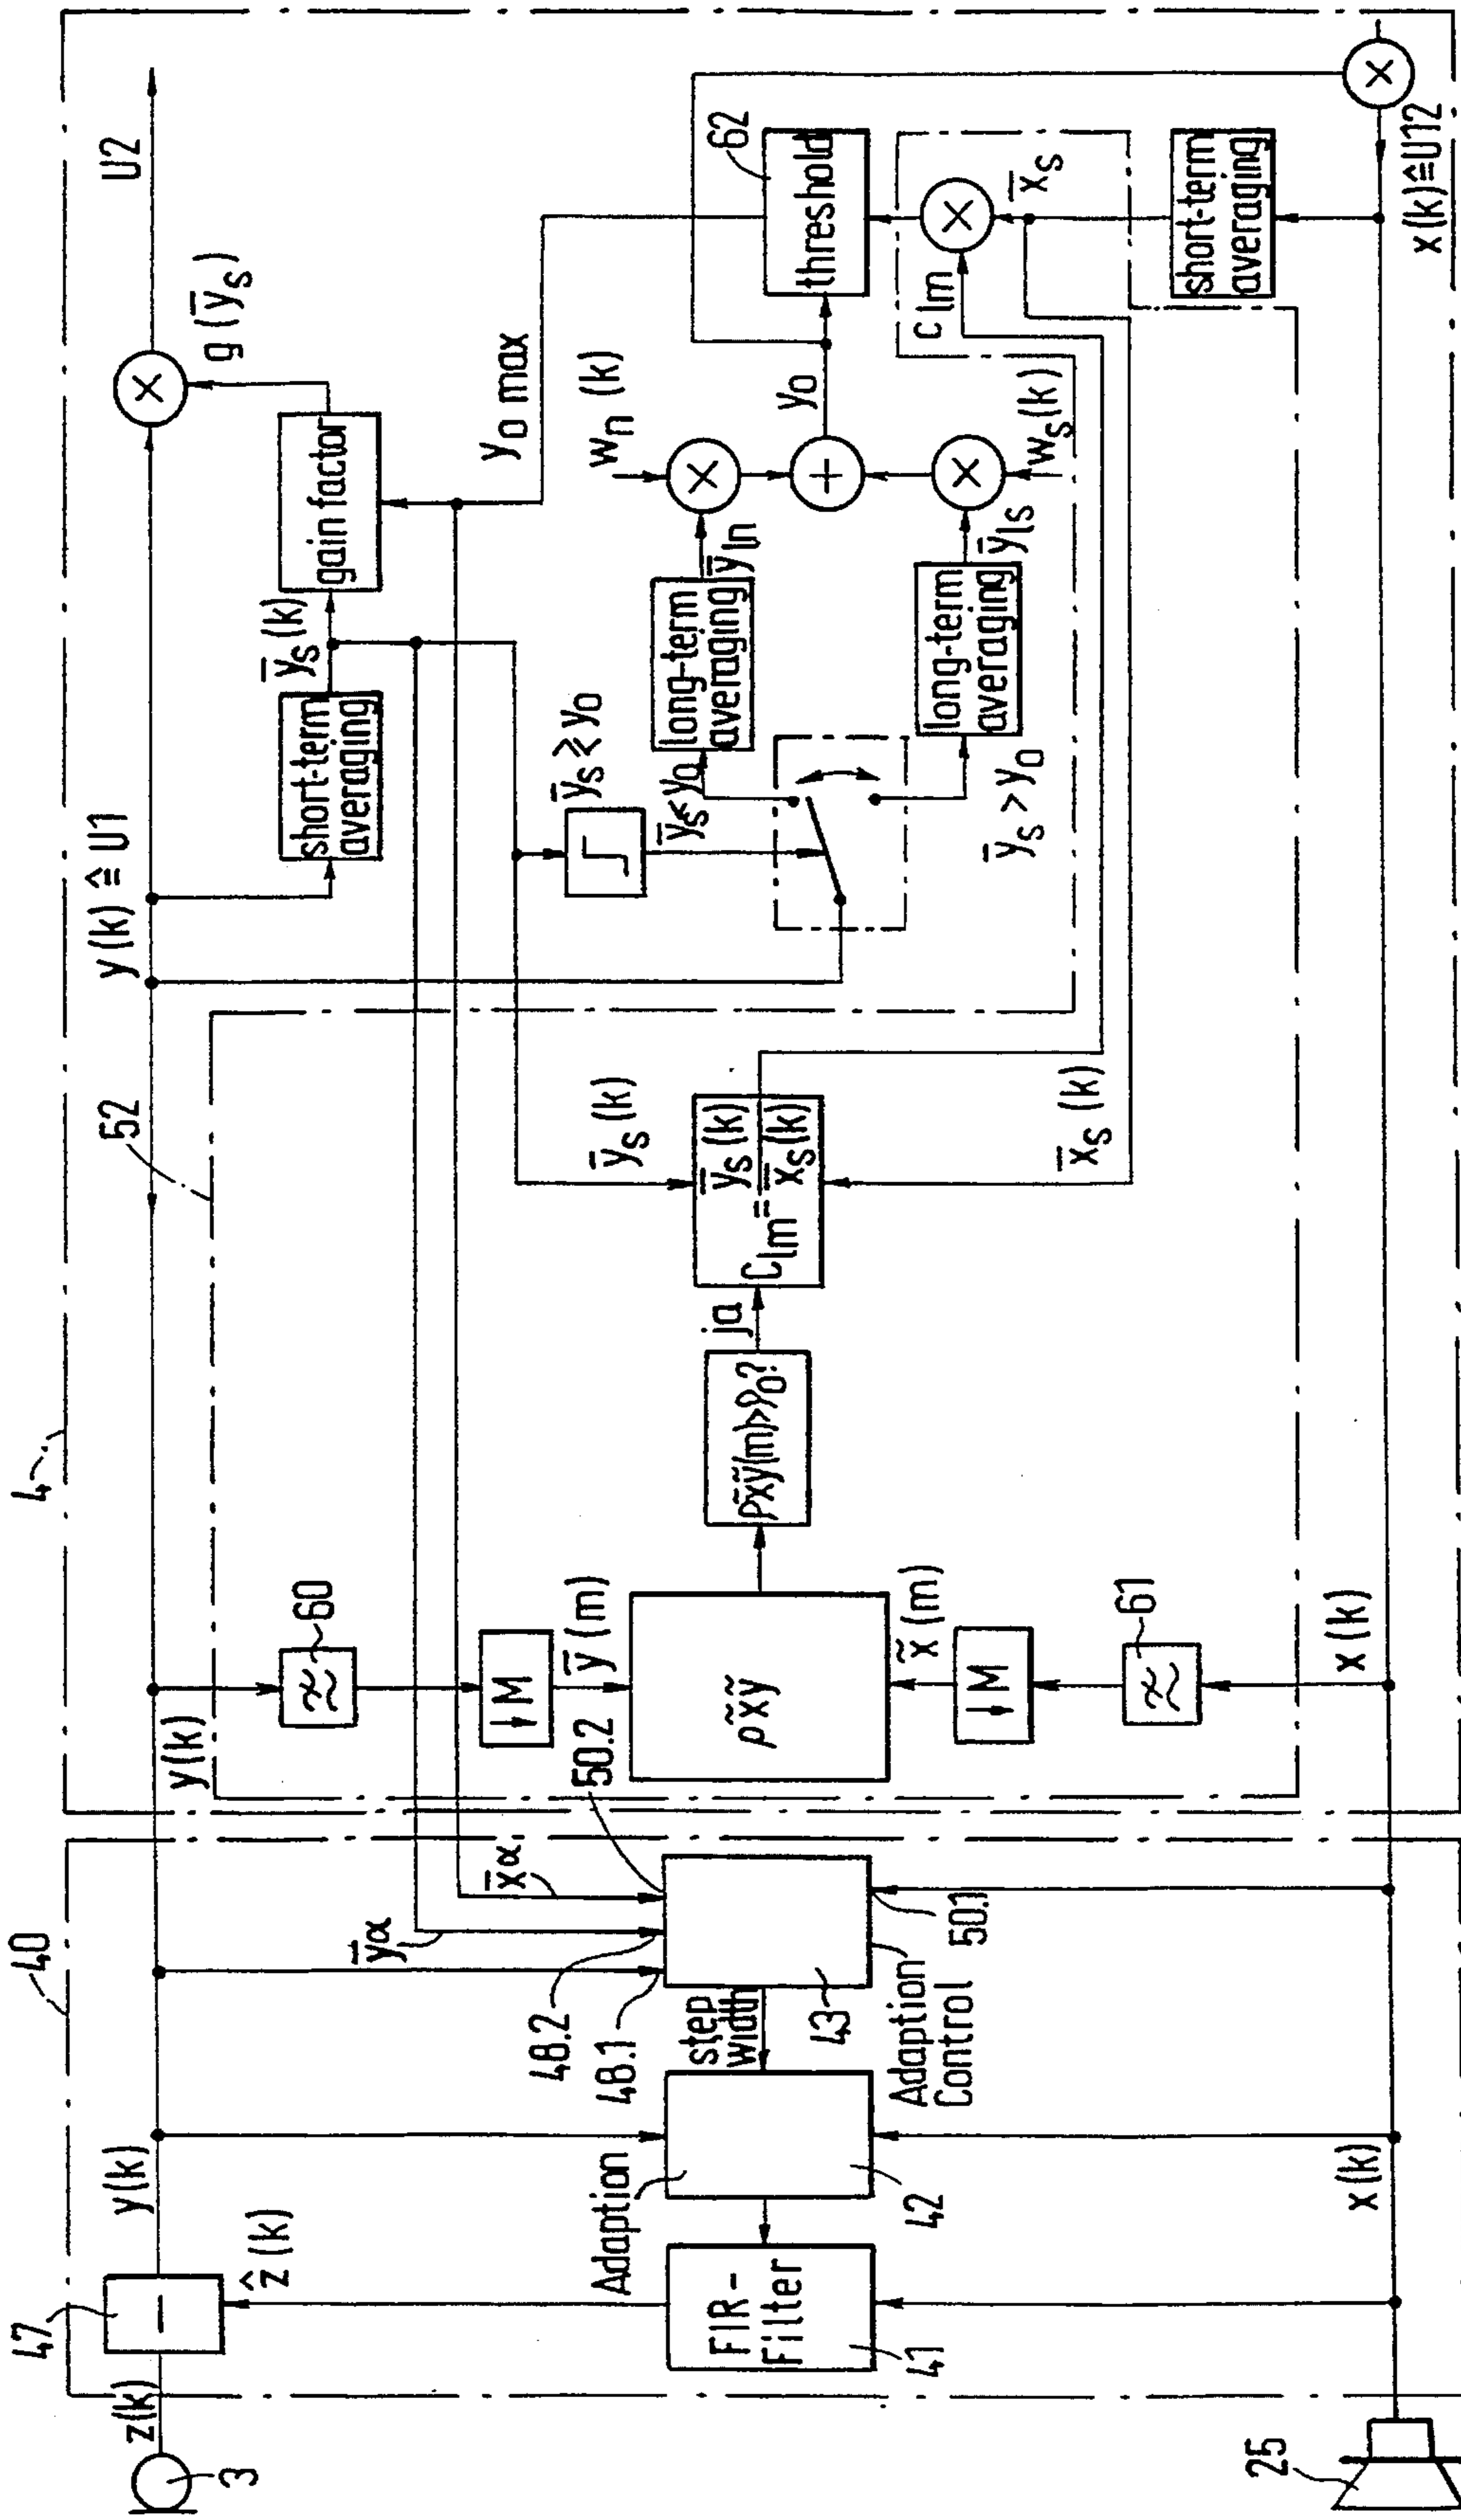 3
z(k)
47
40
y(k)
ẑ(k)
Adaption
FIR-
Filter
41
42
25
x(k)
48.2
48.1
step
width
43
Adaption
Control
50.1
50.2
ȳα
x̄α
4
52
y(k)
60
↓M
ȳ(m)
ρx̃ỹ
x̃(m)
↓M
61
x(k)
ρx̃ỹ(m)>ρ₀?
ja
ȳs(k)
Clm = ȳs(k)
x̄s(k)
x̄s(k)
y(k) ≙ U1
short-term
averaging
ȳs(k)
gain factor
g(ȳs)
U2
ȳs ≷ y₀
ȳs < y₀
ȳs > y₀
long-term
averaging
ȳln
wn(k)
long-term
averaging
ȳls
ws(k)
y₀
y₀ max
threshold
62
clm
x̄s
short-term
averaging
x(k)≙U12